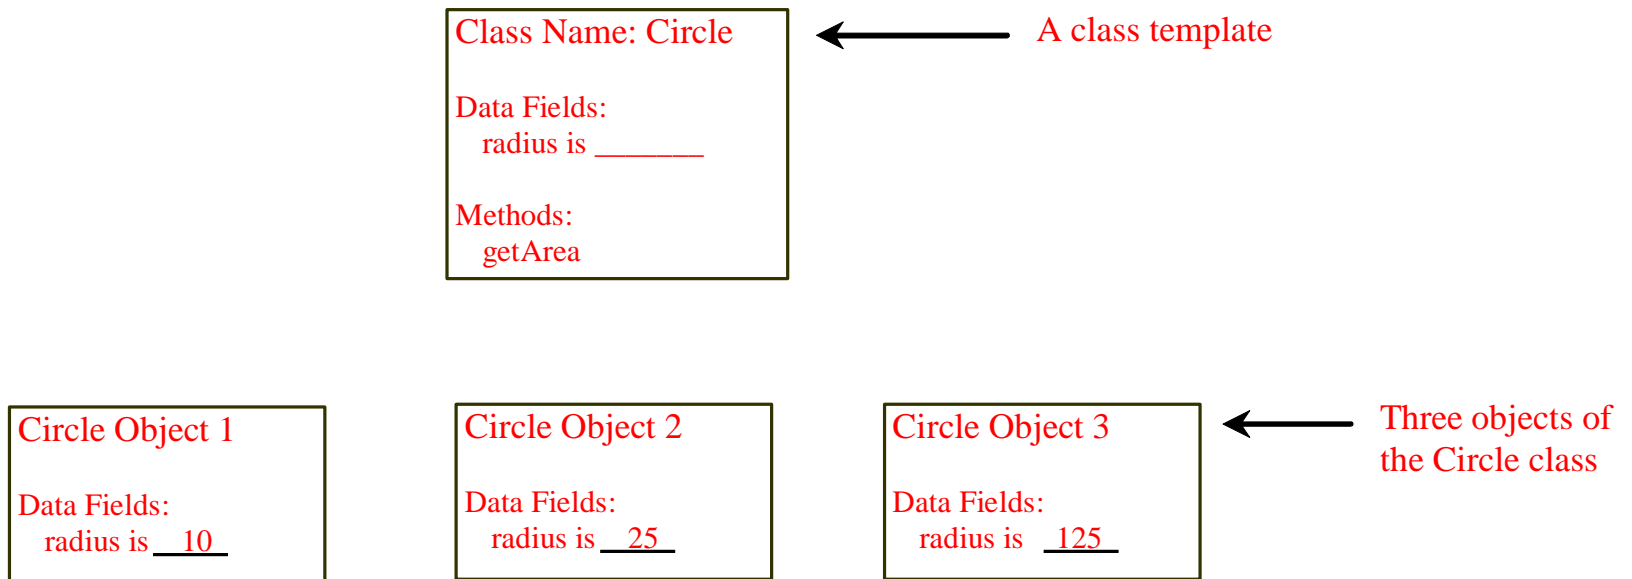 Class Name: Circle
A class template
Data Fields:
radius is _______
Methods:
getArea
Circle Object 1
Data Fields:
radius is 10
Circle Object 2
Data Fields:
radius is 25
Circle Object 3
Data Fields:
radius is 125
Three objects of
the Circle class